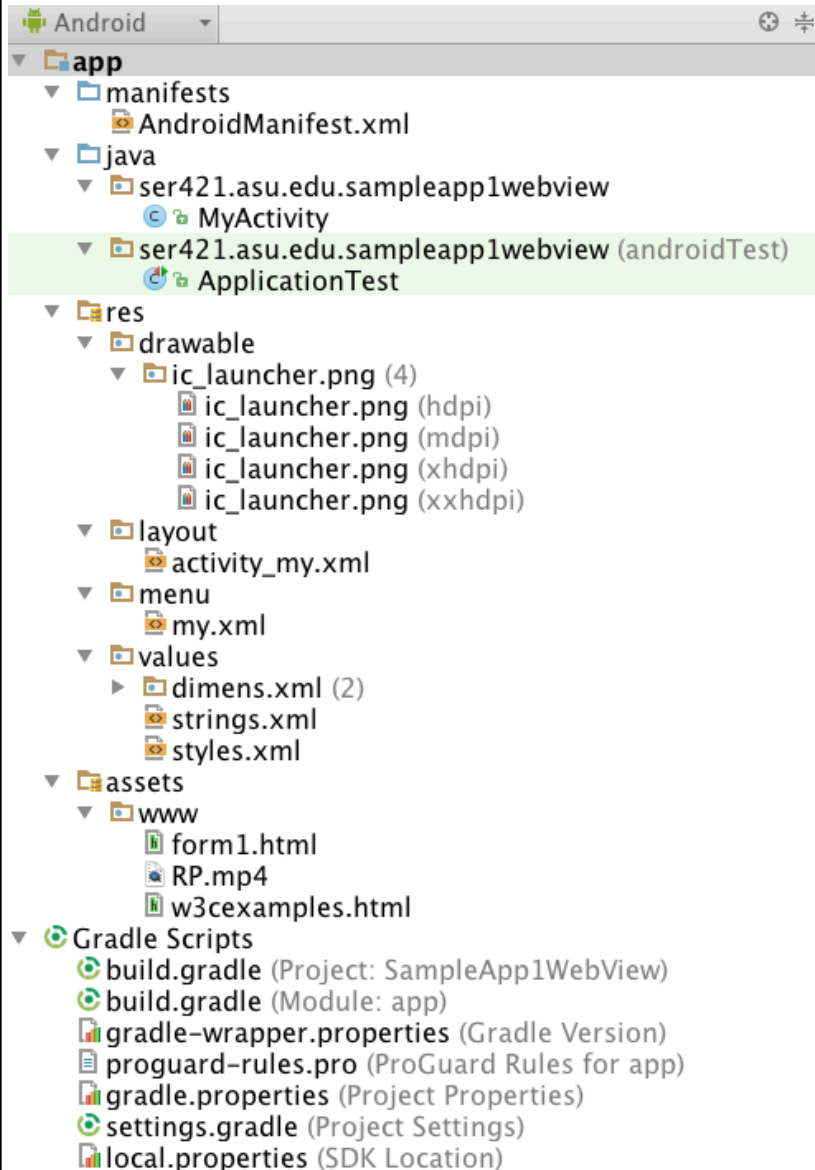 Android
app
manifests
AndroidManifest.xml
java
ser421.asu.edu.sampleapp1webview
MyActivity
ser421.asu.edu.sampleapp1webview (androidTest)
ApplicationTest
res
drawable
ic_launcher.png (4)
ic_launcher.png (hdpi)
ic_launcher.png (mdpi)
ic_launcher.png (xhdpi)
ic_launcher.png (xxhdpi)
layout
activity_my.xml
menu
my.xml
values
dimens.xml (2)
strings.xml
styles.xml
assets
www
form1.html
RP.mp4
w3cexamples.html
Gradle Scripts
build.gradle (Project: SampleApp1WebView)
build.gradle (Module: app)
gradle-wrapper.properties (Gradle Version)
proguard-rules.pro (ProGuard Rules for app)
gradle.properties (Project Properties)
settings.gradle (Project Settings)
local.properties (SDK Location)